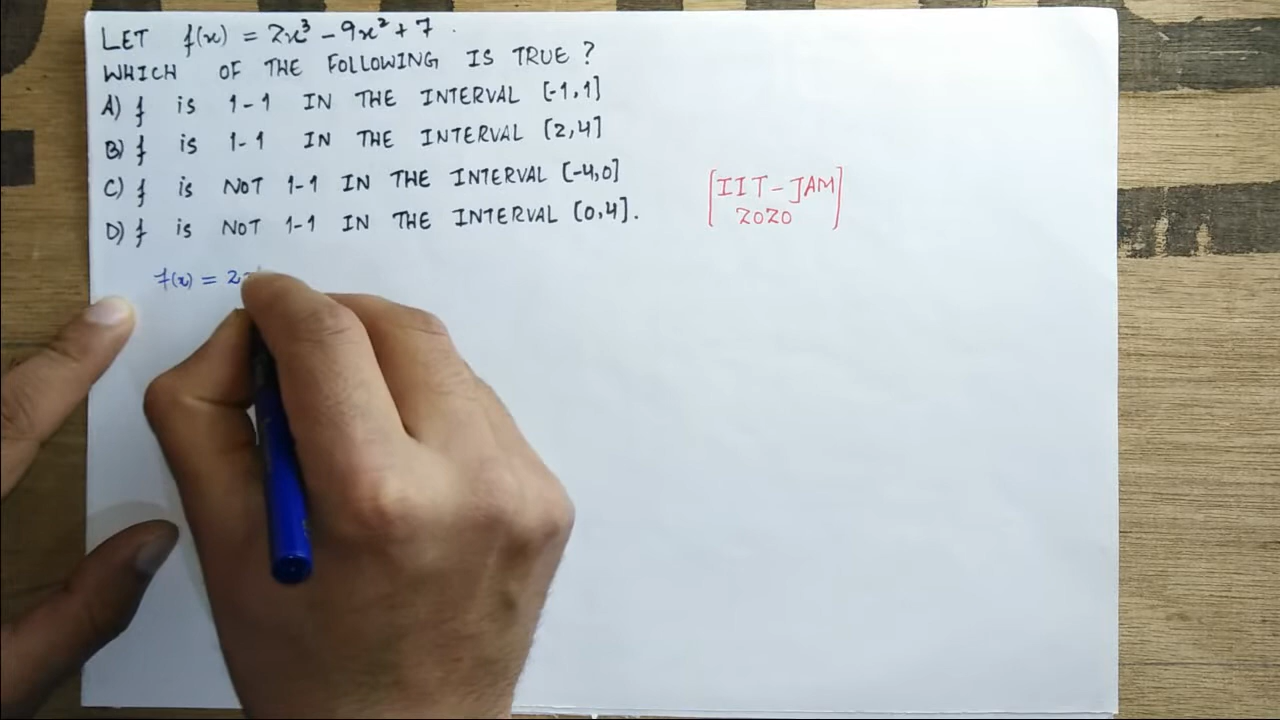 LET f(x) = 2x³ - 9x² + 7.
WHICH OF THE FOLLOWING IS TRUE ?
A) f is 1-1 IN THE INTERVAL [-1,1]
B) f is 1-1 IN THE INTERVAL [2,4]
C) f is NOT 1-1 IN THE INTERVAL [-4,0]
D) f is NOT 1-1 IN THE INTERVAL [0,4].
[IIT-JAM
2020]
f(x) = 2